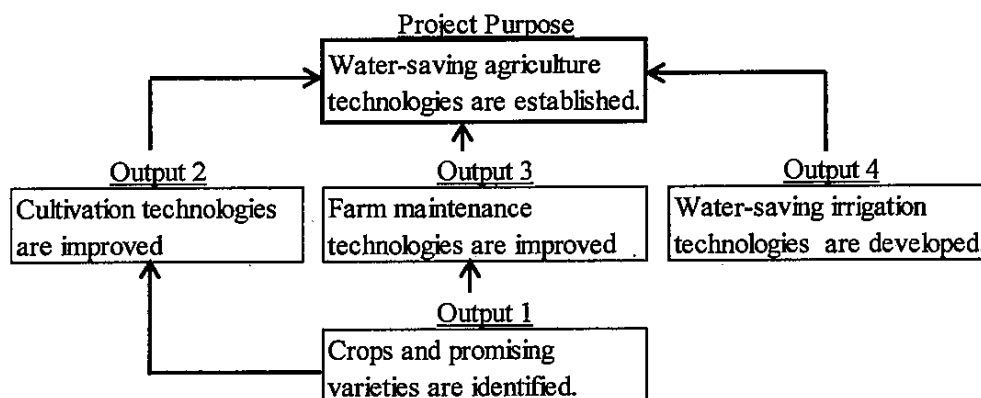 Project Purpose
Water-saving agriculture
technologies are established.
Output 2
Cultivation technologies
are improved
Output 3
Farm maintenance
technologies are improved
Output 4
Water-saving irrigation
technologies are developed.
Output 1
Crops and promising
varieties are identified.